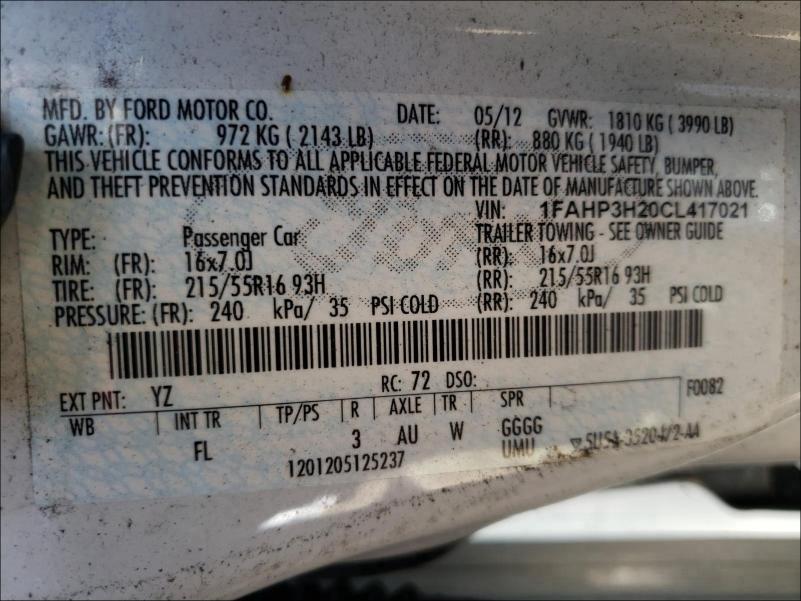 MFD. BY FORD MOTOR CO. DATE: 05/12 GVWR: 1810 KG ( 3990 LB)
GAWR: (FR): 972 KG ( 2143 LB) (RR): 880 KG ( 1940 LB)
THIS VEHICLE CONFORMS TO ALL APPLICABLE FEDERAL MOTOR VEHICLE SAFETY, BUMPER,
AND THEFT PREVENTION STANDARDS IN EFFECT ON THE DATE OF MANUFACTURE SHOWN ABOVE.
VIN: 1FAHP3H20CL417021
TYPE: Passenger Car TRAILER TOWING - SEE OWNER GUIDE
RIM: (FR): 16x7.0J (RR): 16x7.0J
TIRE: (FR): 215/55R16 93H (RR): 215/55R16 93H
PRESSURE: (FR): 240 kPa/ 35 PSI COLD (RR): 240 kPa/ 35 PSI COLD
EXT PNT: YZ RC: 72 DSO: F0082
WB INT TR TP/PS R AXLE TR SPR
FL 3 AU W GGGG
1201205125237 UMU